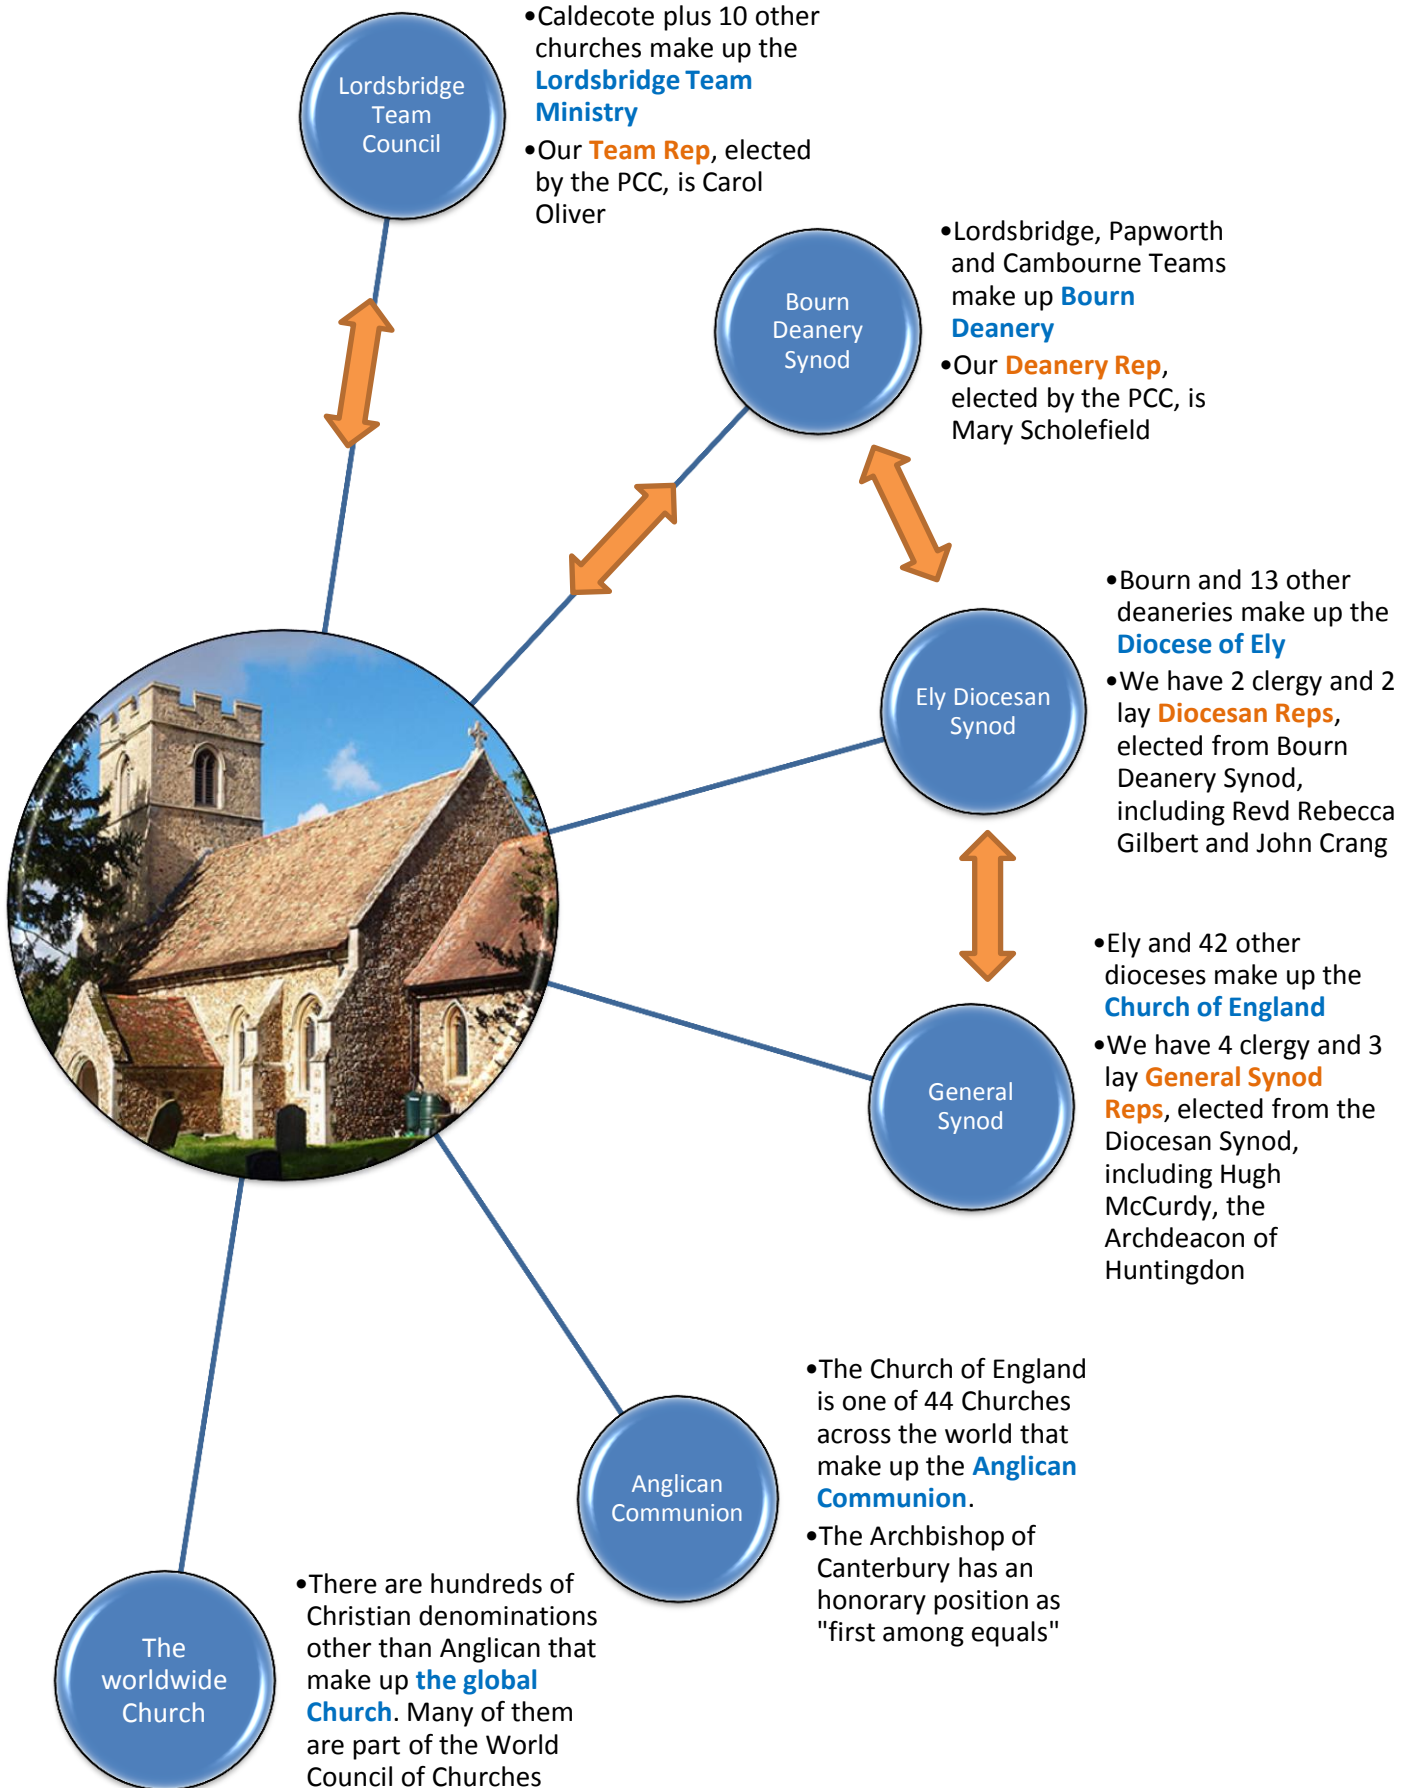 Lordsbridge
Team
Council
•Caldecote plus 10 other
churches make up the
Lordsbridge Team
Ministry
•Our Team Rep, elected
by the PCC, is Carol
Oliver
Bourn
Deanery
Synod
•Lordsbridge, Papworth
and Cambourne Teams
make up Bourn
Deanery
•Our Deanery Rep,
elected by the PCC, is
Mary Scholefield
Ely Diocesan
Synod
•Bourn and 13 other
deaneries make up the
Diocese of Ely
•We have 2 clergy and 2
lay Diocesan Reps,
elected from Bourn
Deanery Synod,
including Revd Rebecca
Gilbert and John Crang
General
Synod
•Ely and 42 other
dioceses make up the
Church of England
•We have 4 clergy and 3
lay General Synod
Reps, elected from the
Diocesan Synod,
including Hugh
McCurdy, the
Archdeacon of
Huntingdon
Anglican
Communion
•The Church of England
is one of 44 Churches
across the world that
make up the Anglican
Communion.
•The Archbishop of
Canterbury has an
honorary position as
"first among equals"
The
worldwide
Church
•There are hundreds of
Christian denominations
other than Anglican that
make up the global
Church. Many of them
are part of the World
Council of Churches